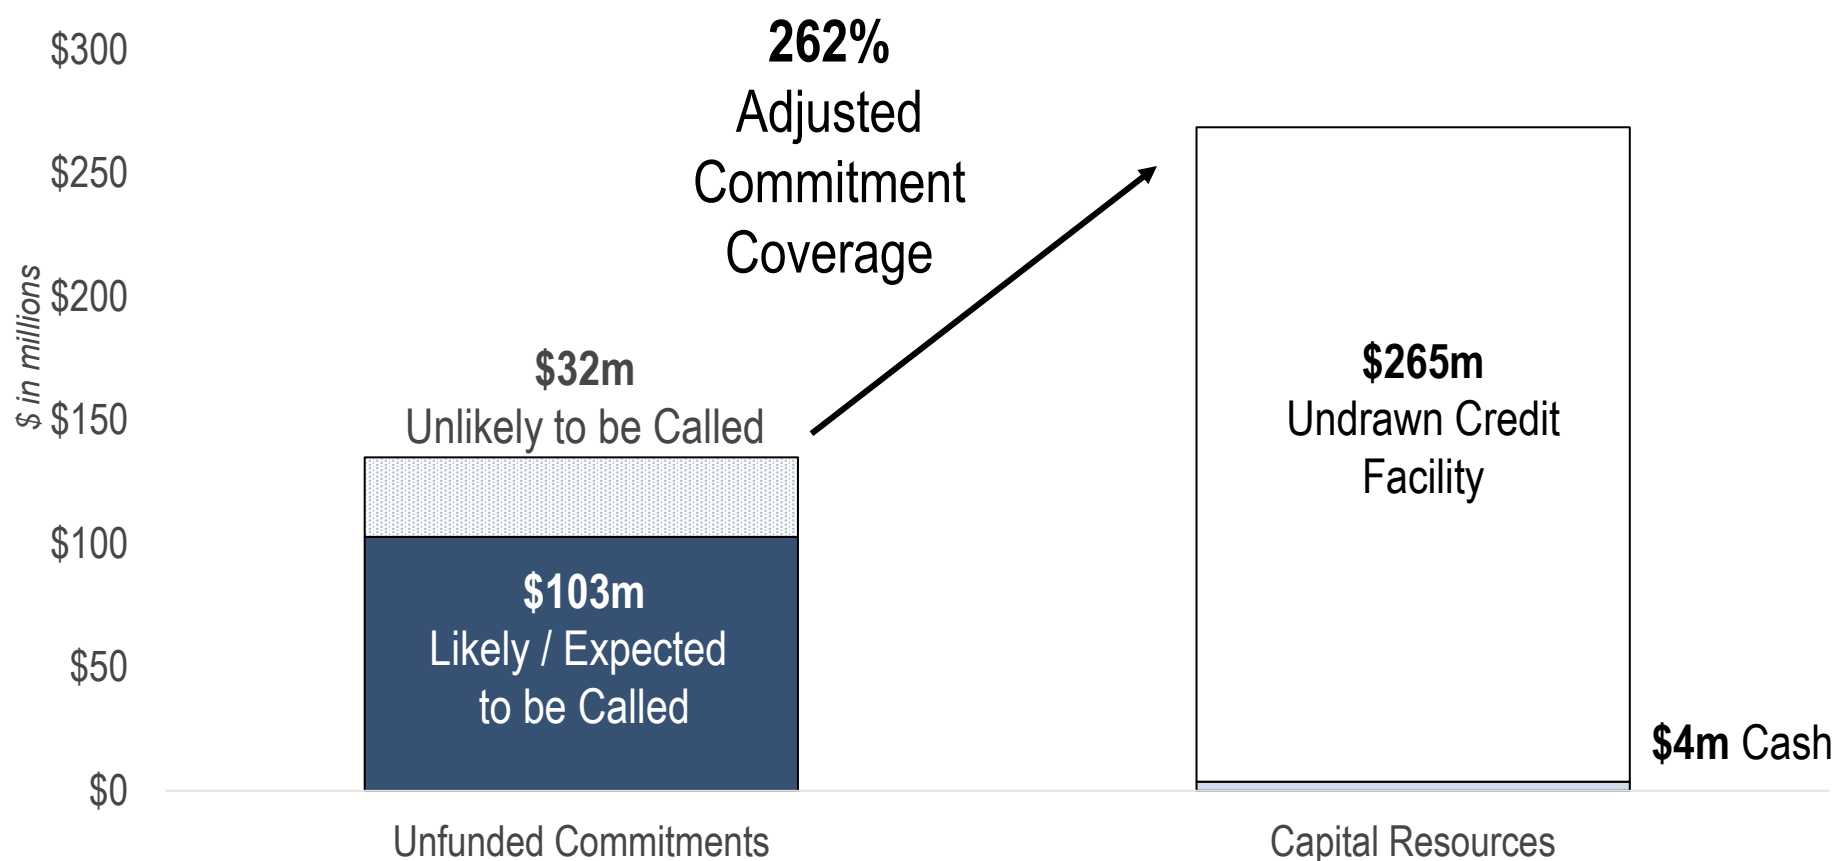 262%
Adjusted
Commitment
Coverage
$300
$250
$200
$150
$100
$50
$0
$ in millions
$32m
Unlikely to be Called
$103m
Likely / Expected
to be Called
$265m
Undrawn Credit
Facility
$4m Cash
Unfunded Commitments
Capital Resources